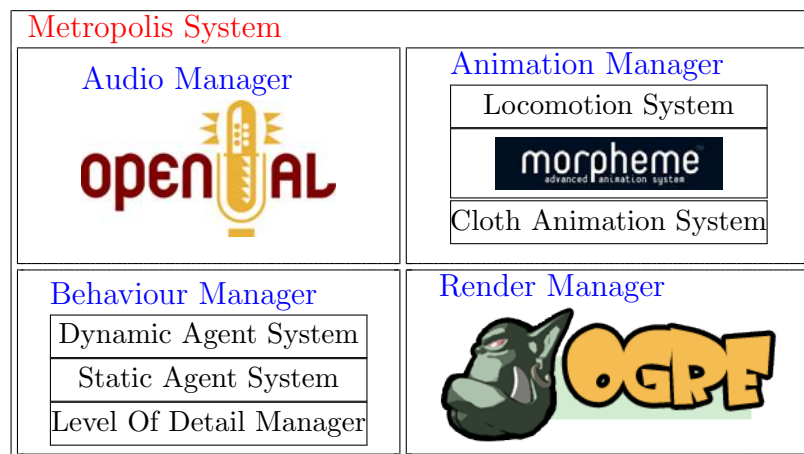 Metropolis System
Audio Manager
OPENAL
Animation Manager
Locomotion System
morpheme
advanced animation system
Cloth Animation System
Behaviour Manager
Dynamic Agent System
Static Agent System
Level Of Detail Manager
Render Manager
OGRE